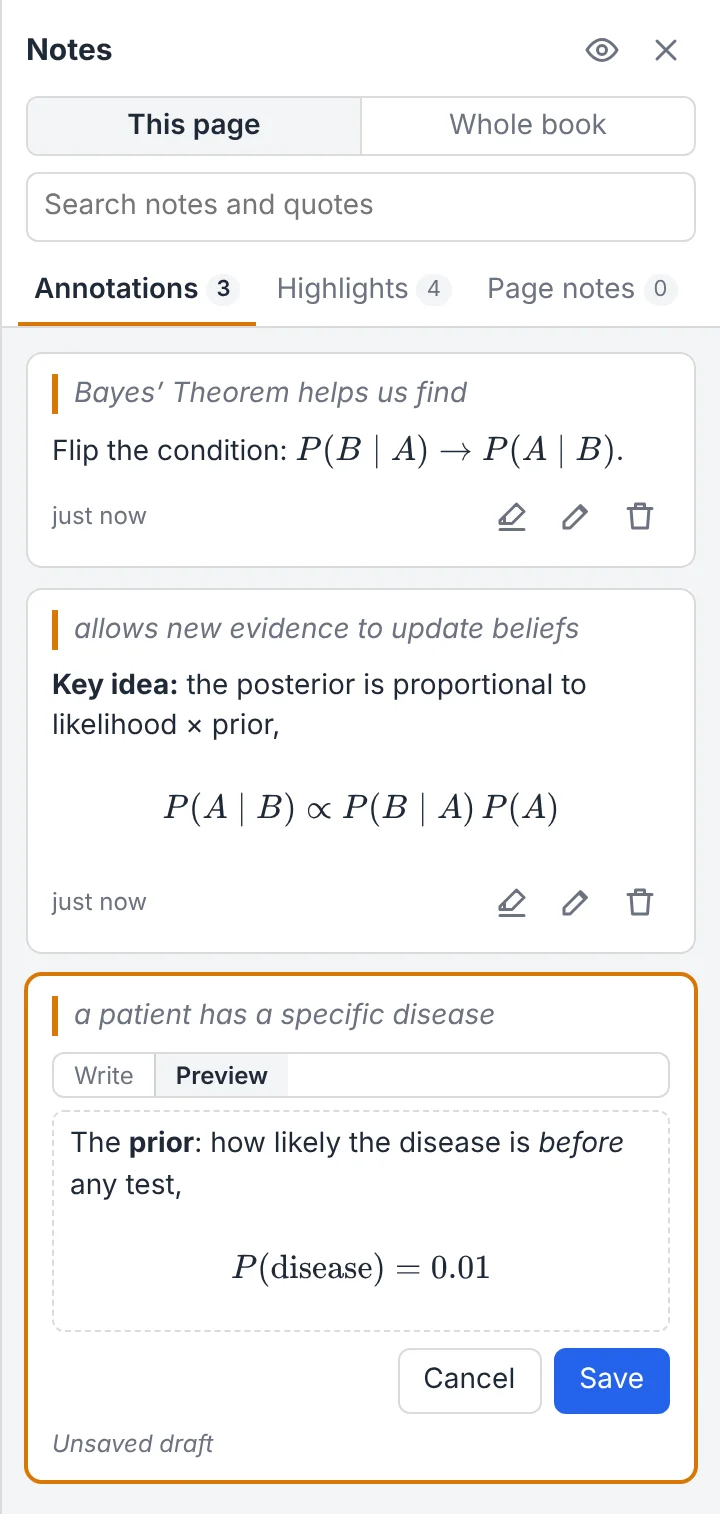 Notes
This page
Whole book
Search notes and quotes
Annotations 3
Highlights 4
Page notes 0
Bayes’ Theorem helps us find
Flip the condition: P(B | A) → P(A | B).
just now
allows new evidence to update beliefs
Key idea: the posterior is proportional to
likelihood × prior,
P(A | B) ∝ P(B | A) P(A)
just now
a patient has a specific disease
Write
Preview
The prior: how likely the disease is before
any test,
P(disease) = 0.01
Cancel
Save
Unsaved draft